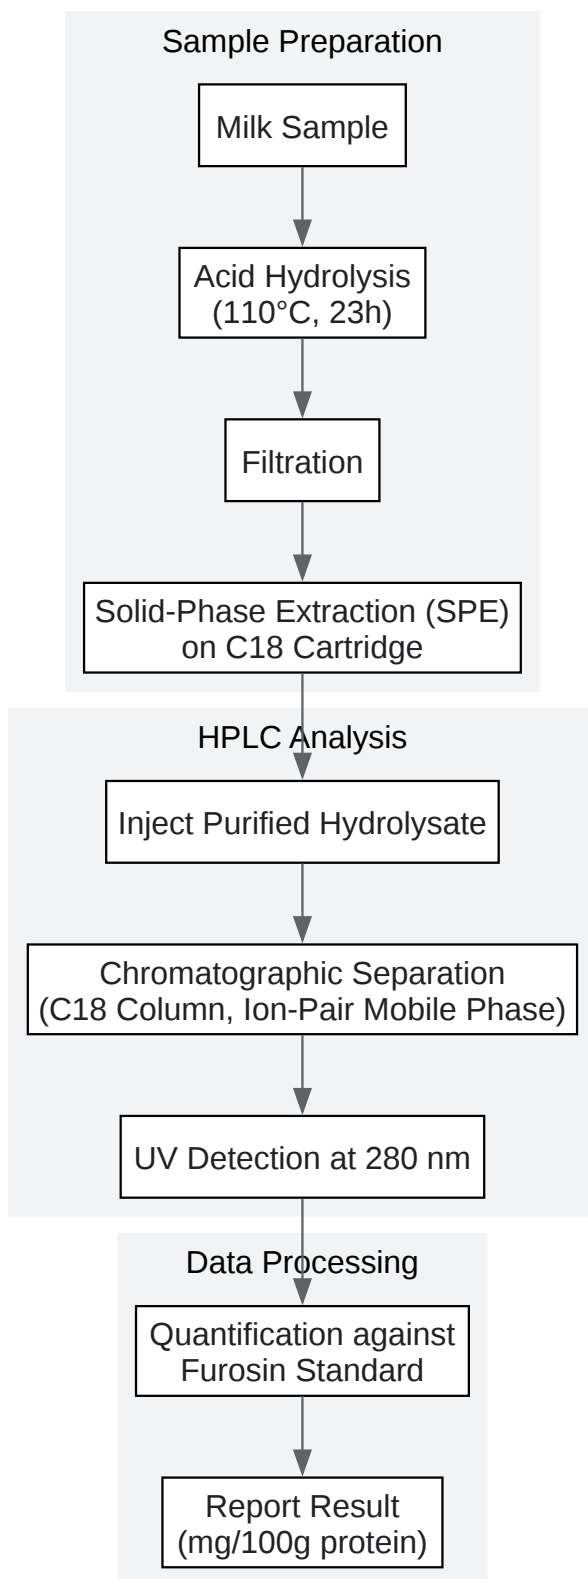 Sample Preparation
Milk Sample
Acid Hydrolysis
(110°C, 23h)
Filtration
Solid-Phase Extraction (SPE)
on C18 Cartridge
HPLC Analysis
Inject Purified Hydrolysate
Chromatographic Separation
(C18 Column, Ion-Pair Mobile Phase)
UV Detection at 280 nm
Data Processing
Quantification against
Furosin Standard
Report Result
(mg/100g protein)